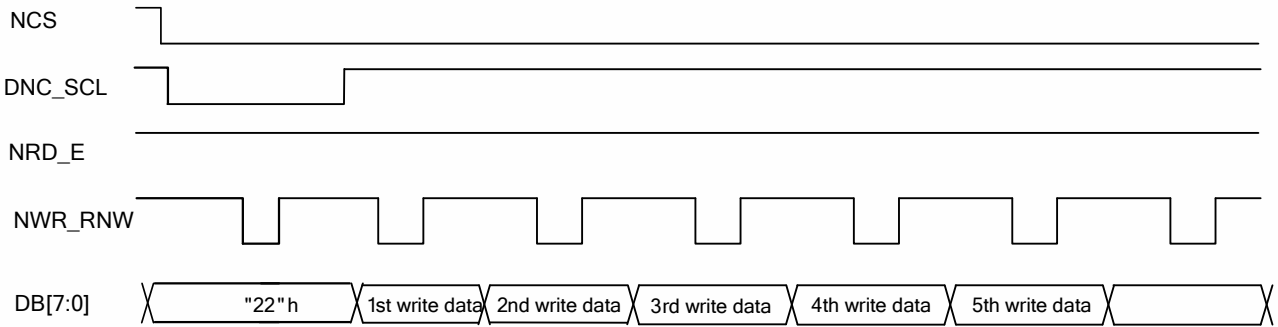 NCS
DNC_SCL
NRD_E
NWR_RNW
DB[7:0] "22"h 1st write data 2nd write data 3rd write data 4th write data 5th write data